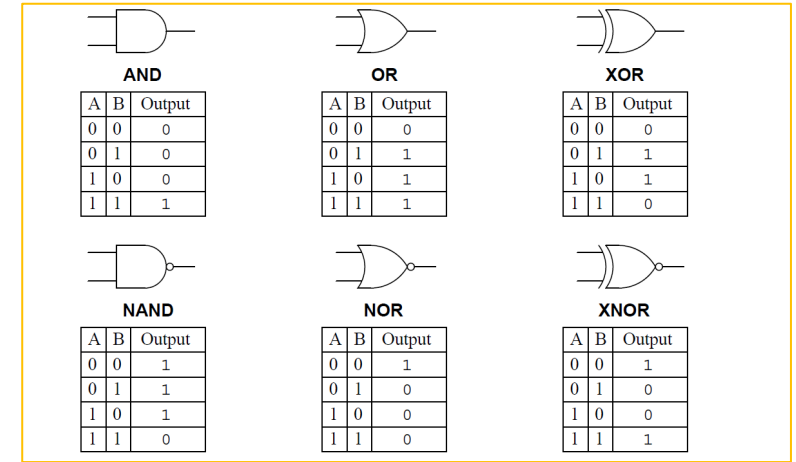 AND OR XOR
A B Output A B Output A B Output
0 0 0 0 0 0 0 0 0
0 1 0 0 1 1 0 1 1
1 0 0 1 0 1 1 0 1
1 1 1 1 1 1 1 1 0
NAND NOR XNOR
A B Output A B Output A B Output
0 0 1 0 0 1 0 0 1
0 1 1 0 1 0 0 1 0
1 0 1 1 0 0 1 0 0
1 1 0 1 1 0 1 1 1